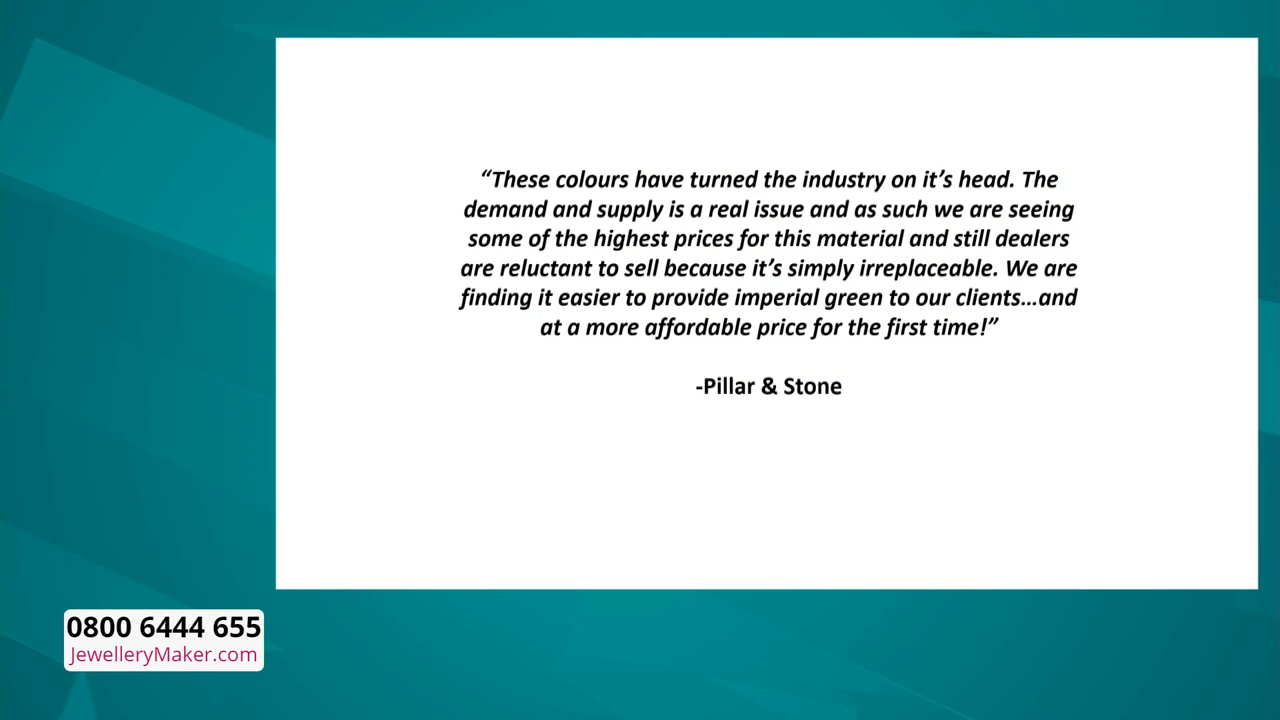 “These colours have turned the industry on it’s head. The
demand and supply is a real issue and as such we are seeing
some of the highest prices for this material and still dealers
are reluctant to sell because it’s simply irreplaceable. We are
finding it easier to provide imperial green to our clients…and
at a more affordable price for the first time!”
-Pillar & Stone
0800 6444 655
JewelleryMaker.com